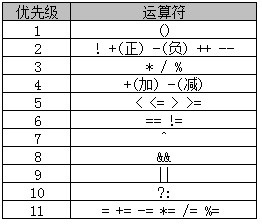 优先级 运算符
1 ()
2 ! +(正) -(负) ++ --
3 * / %
4 +(加) -(减)
5 < <= > >=
6 == !=
7 ^
8 &&
9 ||
10 ?:
11 = += -= *= /= %=